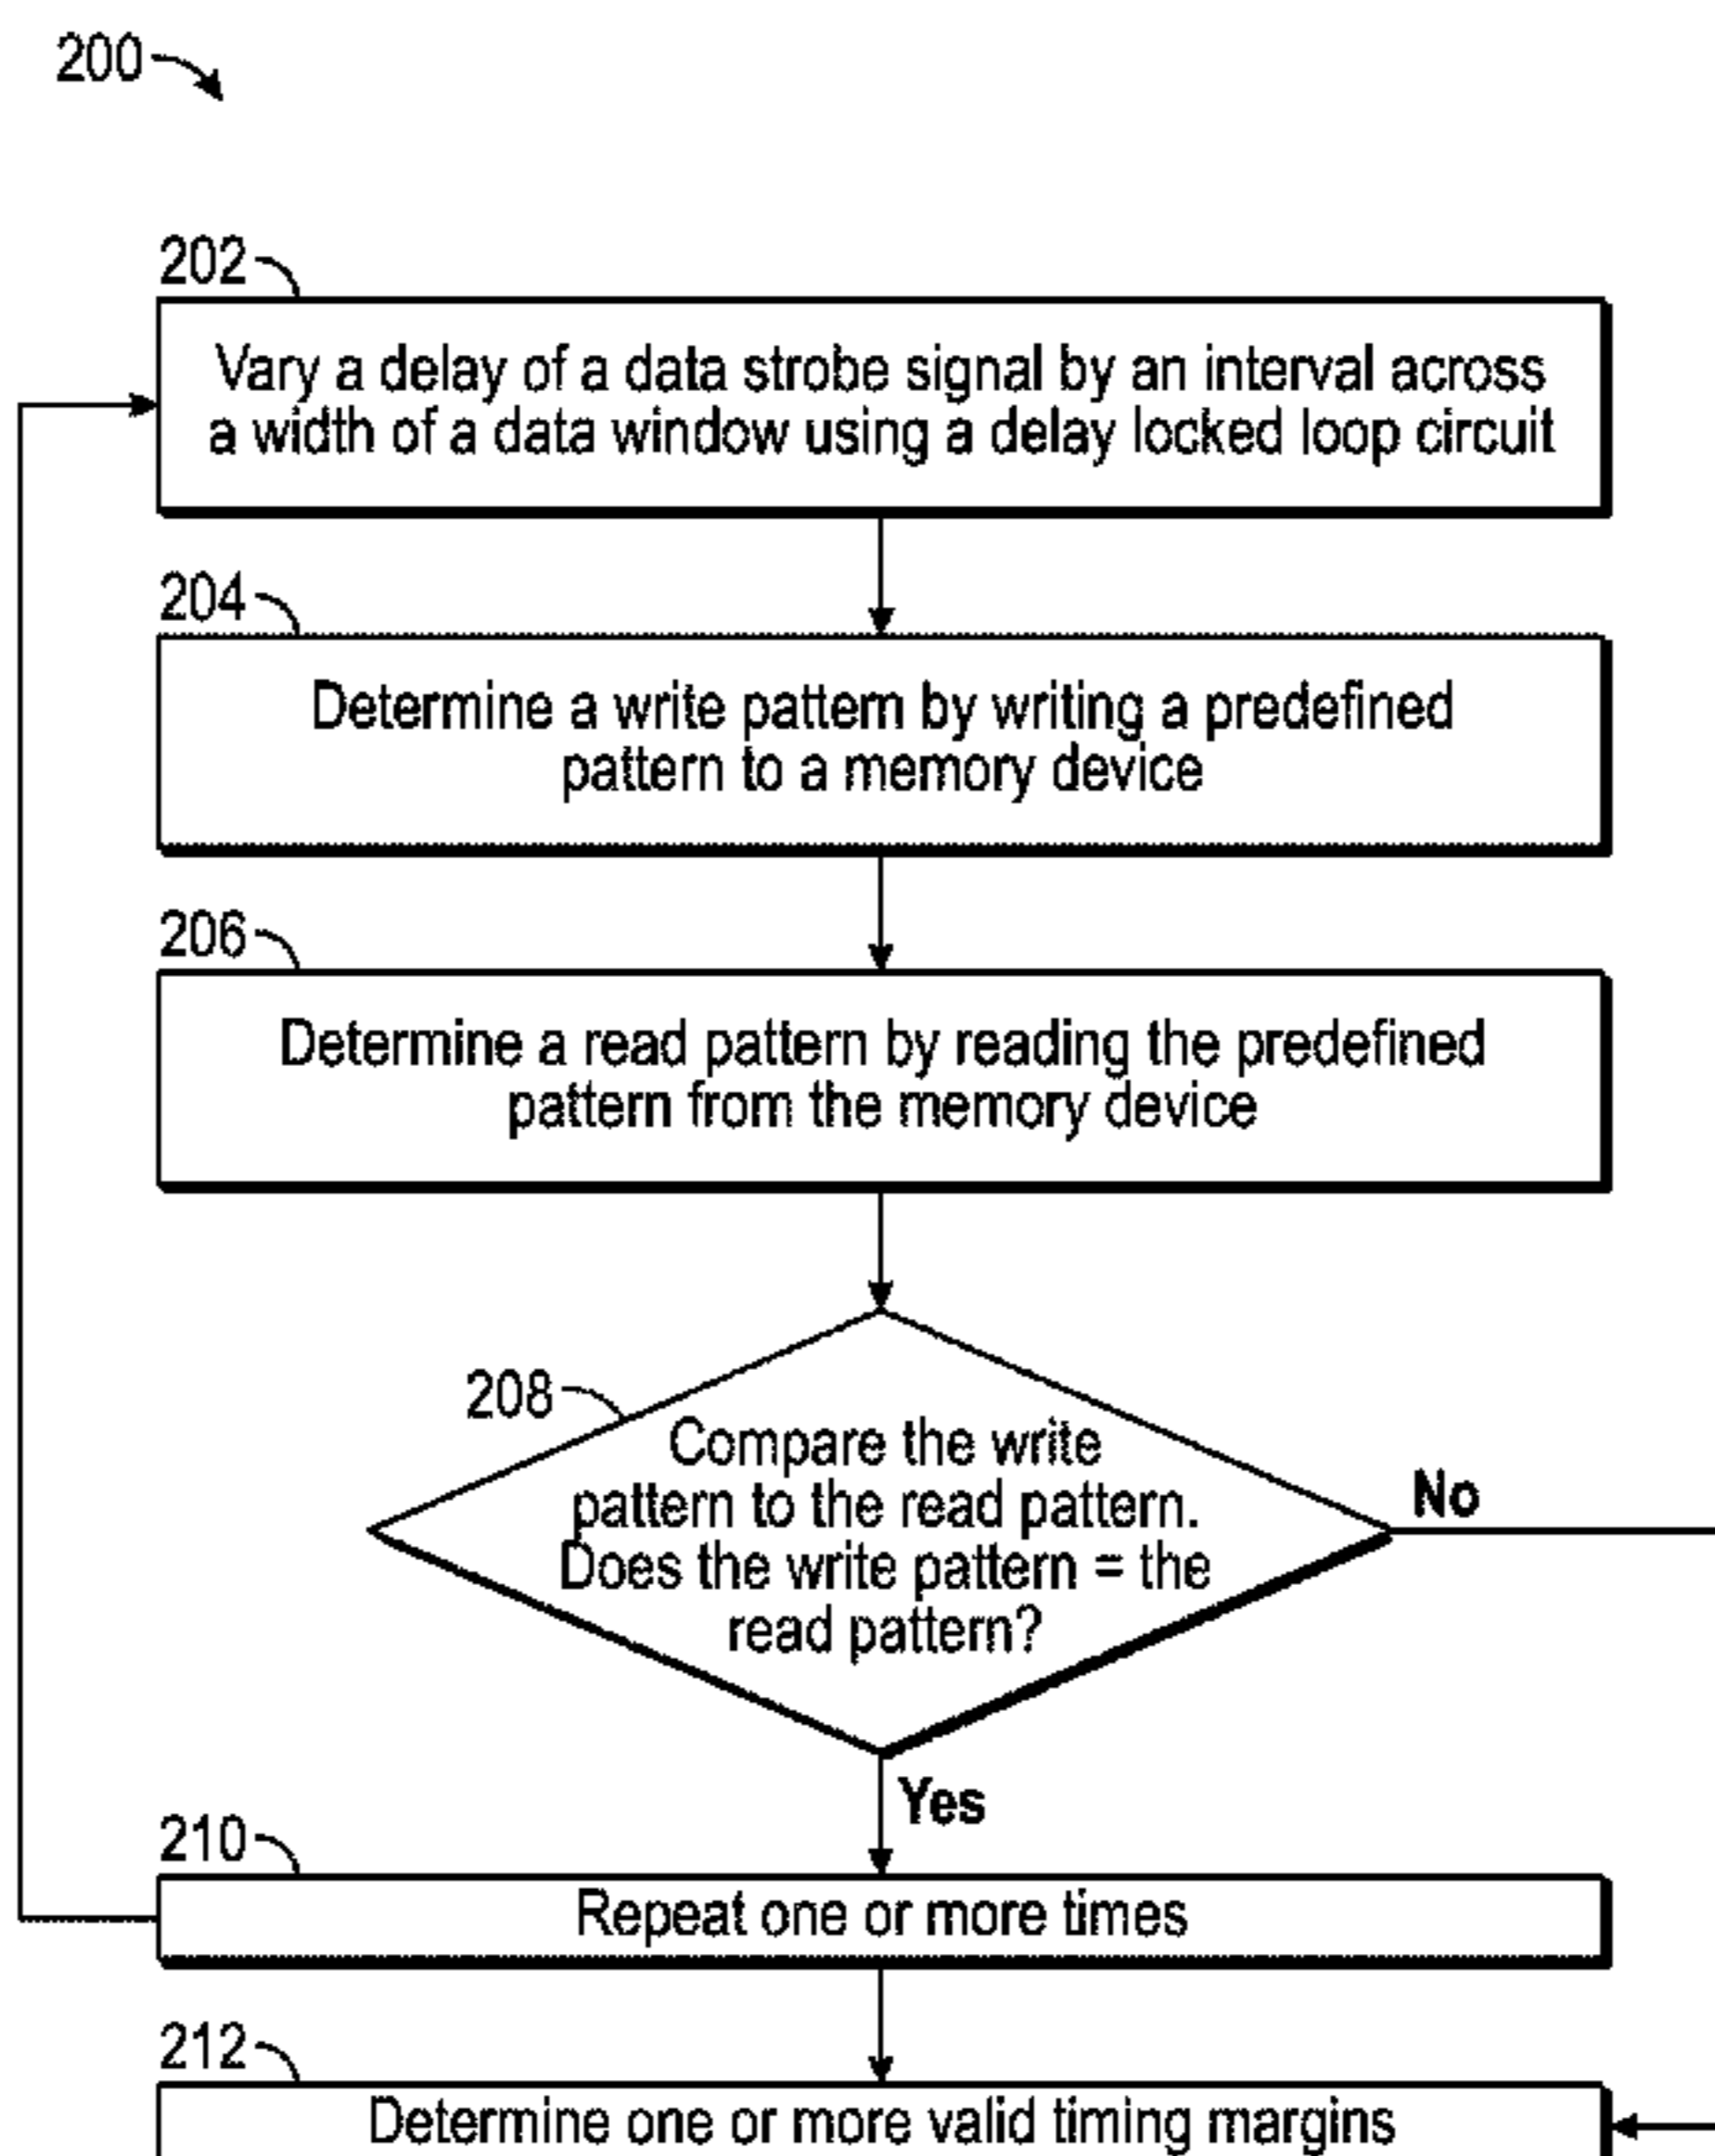 200
202
Vary a delay of a data strobe signal by an interval across
a width of a data window using a delay locked loop circuit
204
Determine a write pattern by writing a predefined
pattern to a memory device
206
Determine a read pattern by reading the predefined
pattern from the memory device
208
Compare the write
pattern to the read pattern.
Does the write pattern = the
read pattern?
No
Yes
210
Repeat one or more times
212
Determine one or more valid timing margins